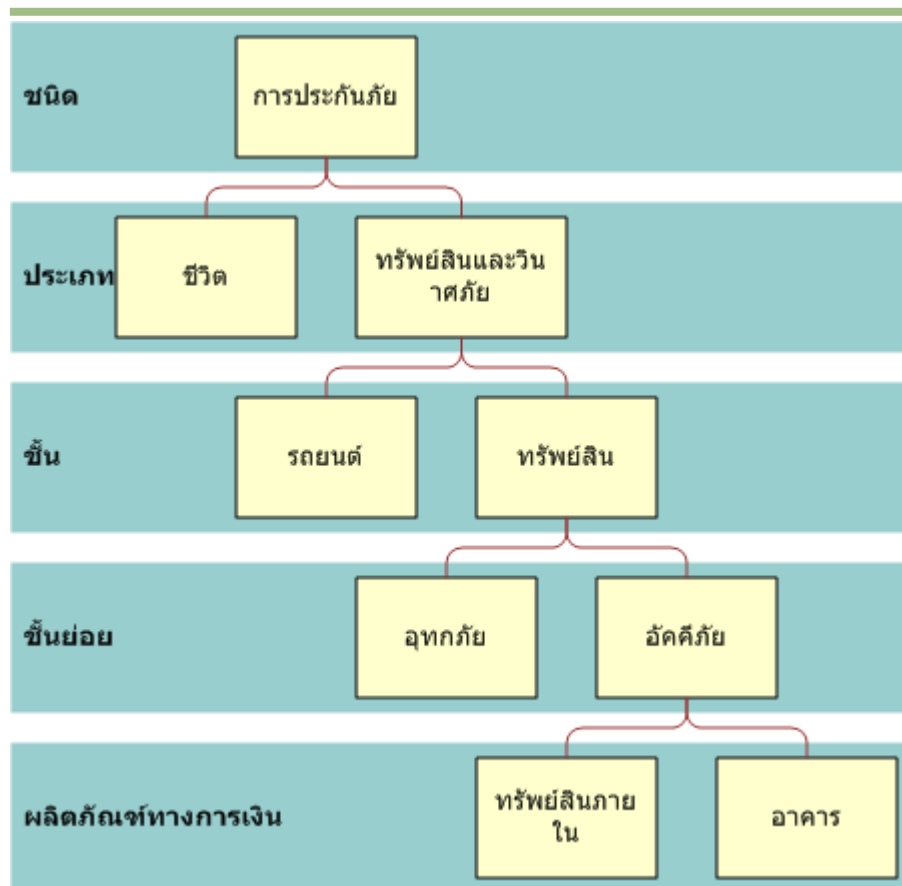 ชนิด
การประกันภัย
ประเภท
ชีวิต
ทรัพย์สินและวิน
าศภัย
ชั้น
รถยนต์
ทรัพย์สิน
ชั้นย่อย
อุทกภัย
อัคคีภัย
ผลิตภัณฑ์ทางการเงิน
ทรัพย์สินภาย
ใน
อาคาร